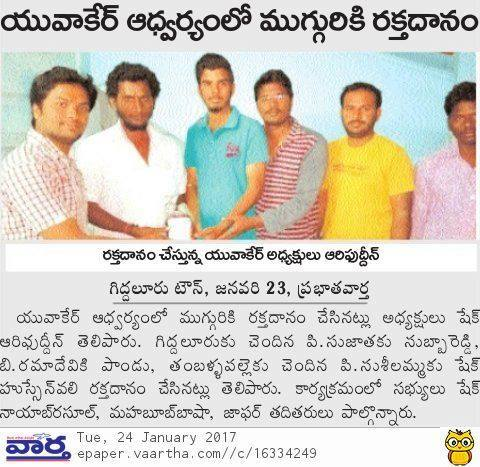 యువాకేర్ ఆధ్వర్యంలో ముగ్గురికి రక్తదానం
రక్తదానం చేస్తున్న యువాకేర్ అధ్యక్షులు ఆరిఫుద్దీన్
గిద్దలూరు టౌన్, జనవరి 23, ప్రభాతవార్త
యువాకేర్ ఆధ్వర్యంలో ముగ్గురికి రక్తదానం చేసినట్లు అధ్యక్షులు షేక్
ఆరివుద్దీన్ తెలిపారు. గిద్దలూరుకు చెందిన పి.సుజాతకు సుబ్బారెడ్డి,
బి.రమాదేవికి పాండు, తంబళ్ళపల్లెకు చెందిన పి.సుశీలమ్మకు షేక్
హుస్సేన్‌వలి రక్తదానం చేసినట్లు తెలిపారు. కార్యక్రమంలో సభ్యులు షేక్
నాయాబ్‌రసూల్, మహబూబ్‌బాషా, జాఫర్ తదితరులు పాల్గొన్నారు.
వార్త Tue, 24 January 2017
epaper.vaartha.com//c/16334249